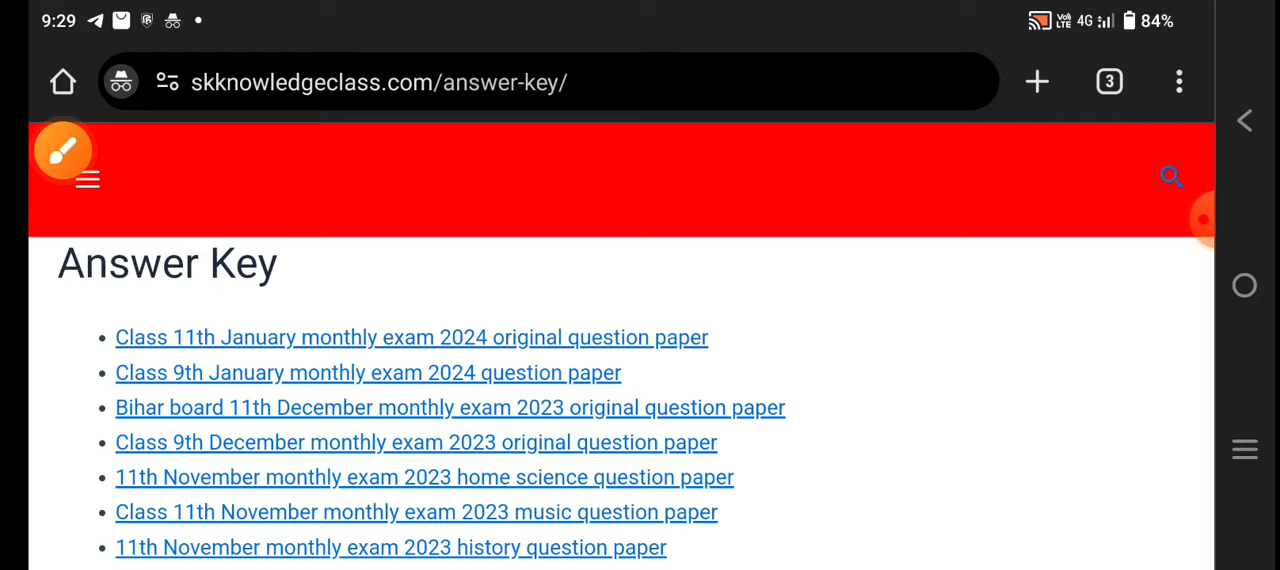 9:29 Vo) LTE 4G 84%
skknowledgeclass.com/answer-key/ 3
Answer Key
• Class 11th January monthly exam 2024 original question paper
• Class 9th January monthly exam 2024 question paper
• Bihar board 11th December monthly exam 2023 original question paper
• Class 9th December monthly exam 2023 original question paper
• 11th November monthly exam 2023 home science question paper
• Class 11th November monthly exam 2023 music question paper
• 11th November monthly exam 2023 history question paper